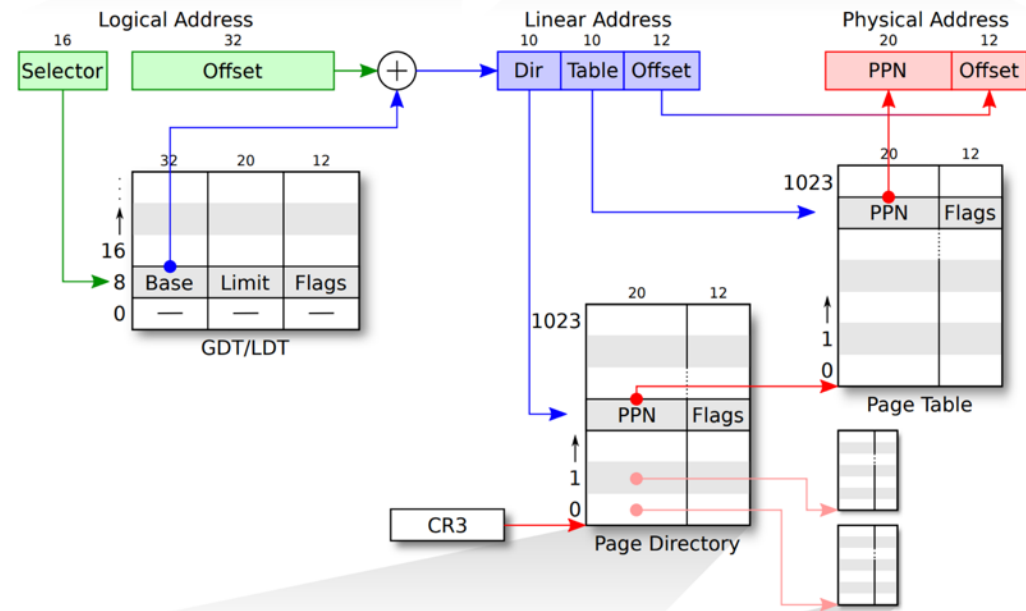 Logical Address Linear Address Physical Address
16 32 10 10 12 20 12
Selector Offset + Dir Table Offset PPN Offset
32 20 12 20 12
1023
PPN Flags
16
8 Base Limit Flags
0 — — —
GDT/LDT
20 12
1023
1
0
Page Table
PPN Flags
1
0
CR3
Page Directory